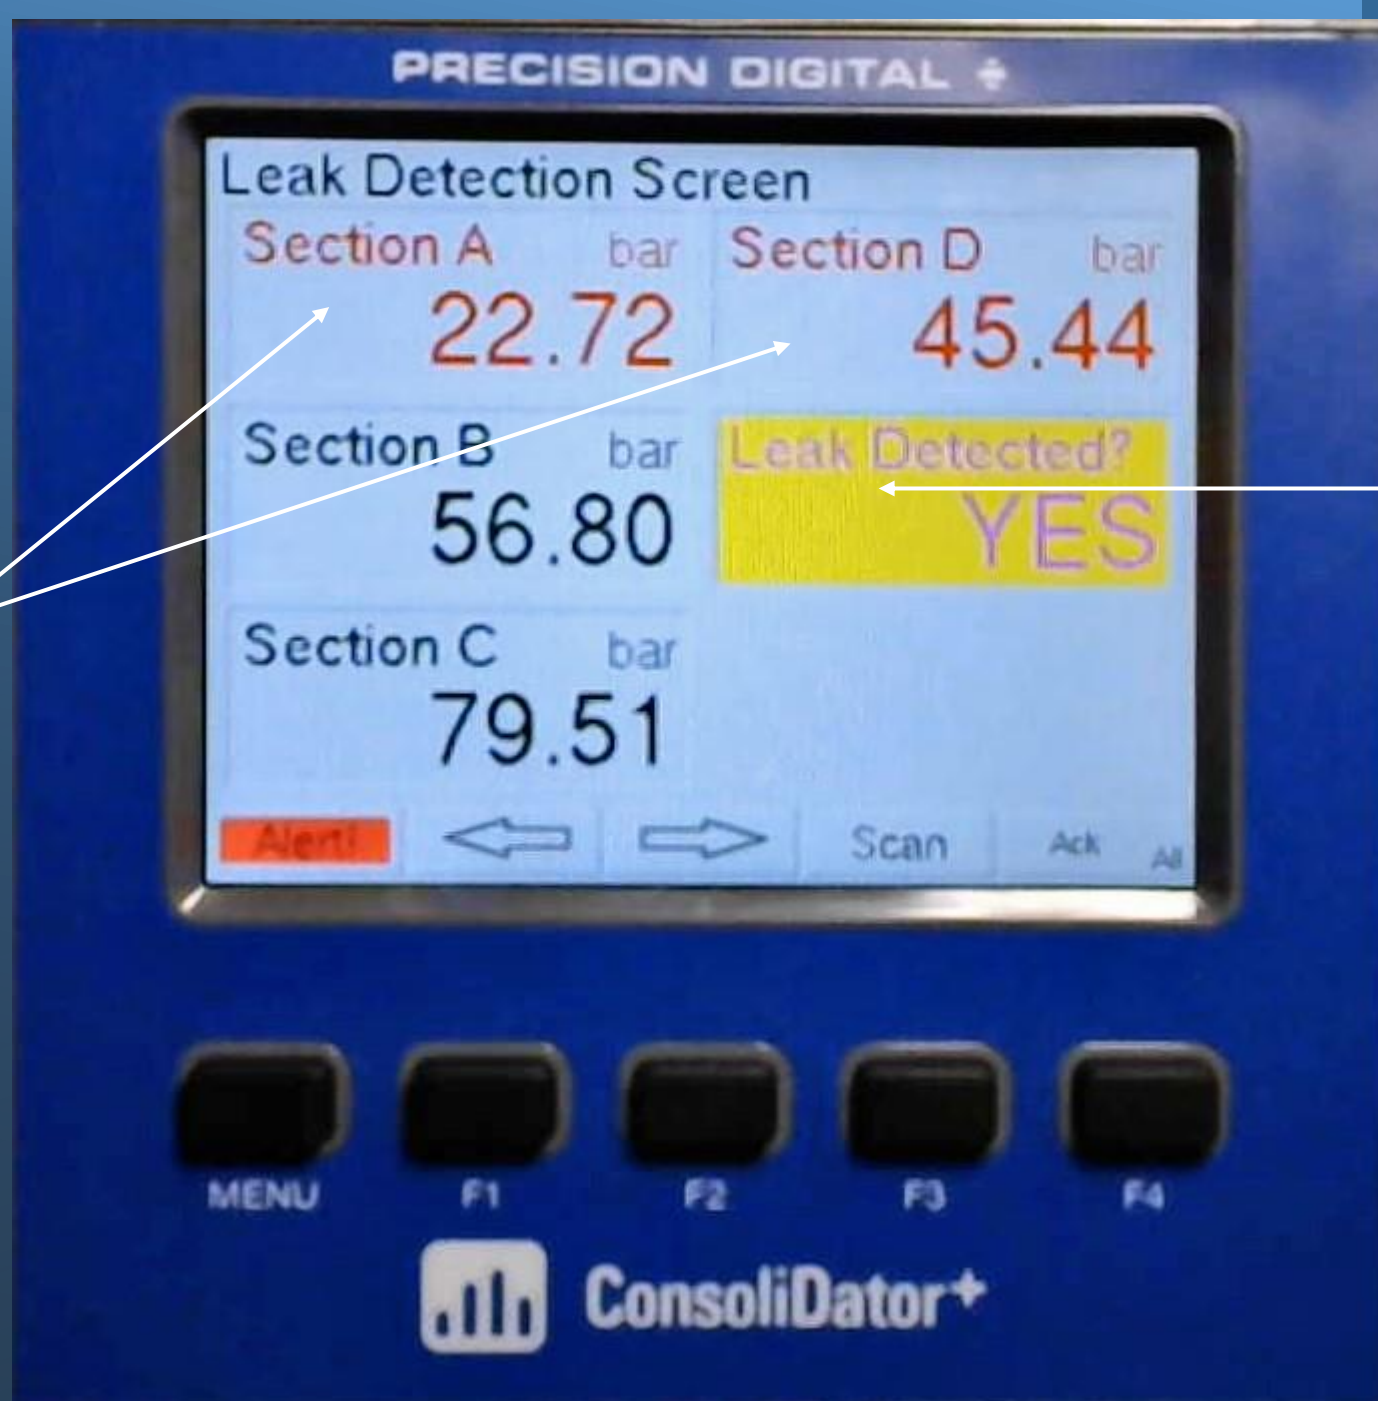 PRECISION DIGITAL
Leak Detection Screen
Section A bar
22.72
Section D bar
45.44
Section B bar
56.80
Leak Detected?
YES
Section C bar
79.51
Alert! Scan Ack All
MENU F1 F2 F3 F4
ConsoliDator+